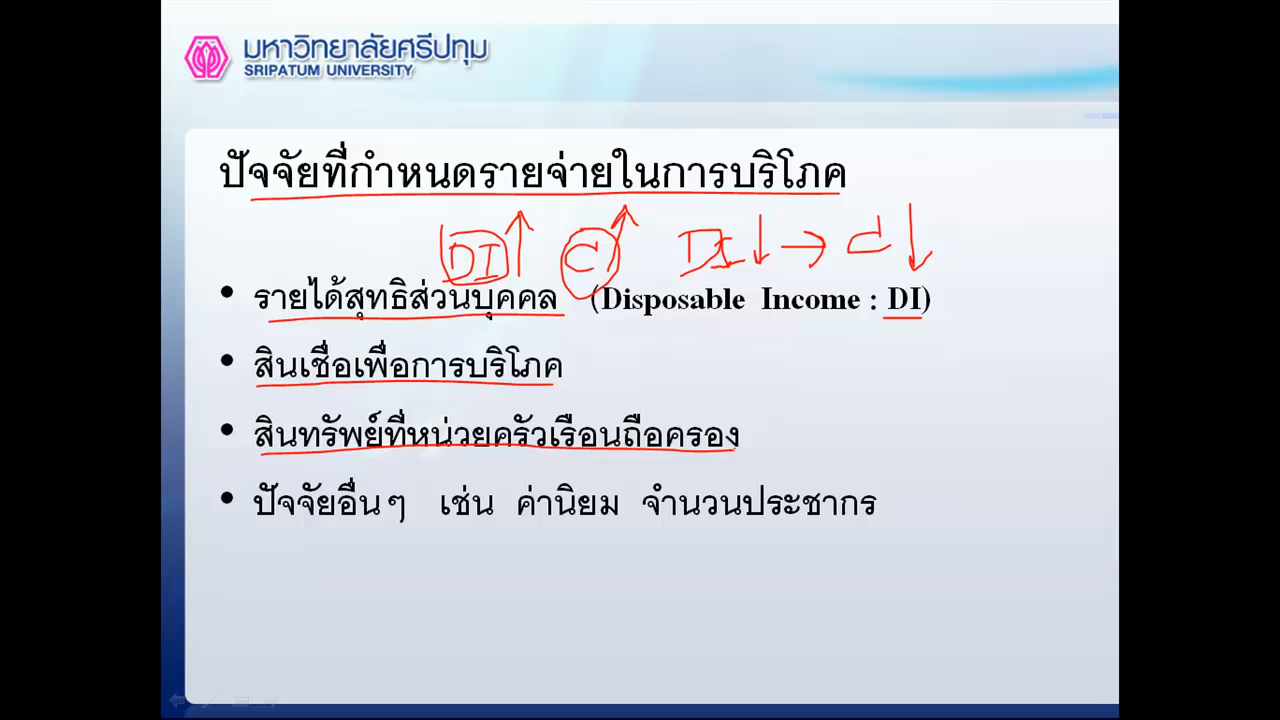 มหาวิทยาลัยศรีปทุม
SRIPATUM UNIVERSITY
ปัจจัยที่กำหนดรายจ่ายในการบริโภค
DI↑ C↑ DI↓ → C↓
• รายได้สุทธิส่วนบุคคล (Disposable Income : DI)
• สินเชื่อเพื่อการบริโภค
• สินทรัพย์ที่หน่วยครัวเรือนถือครอง
• ปัจจัยอื่นๆ เช่น ค่านิยม จำนวนประชากร